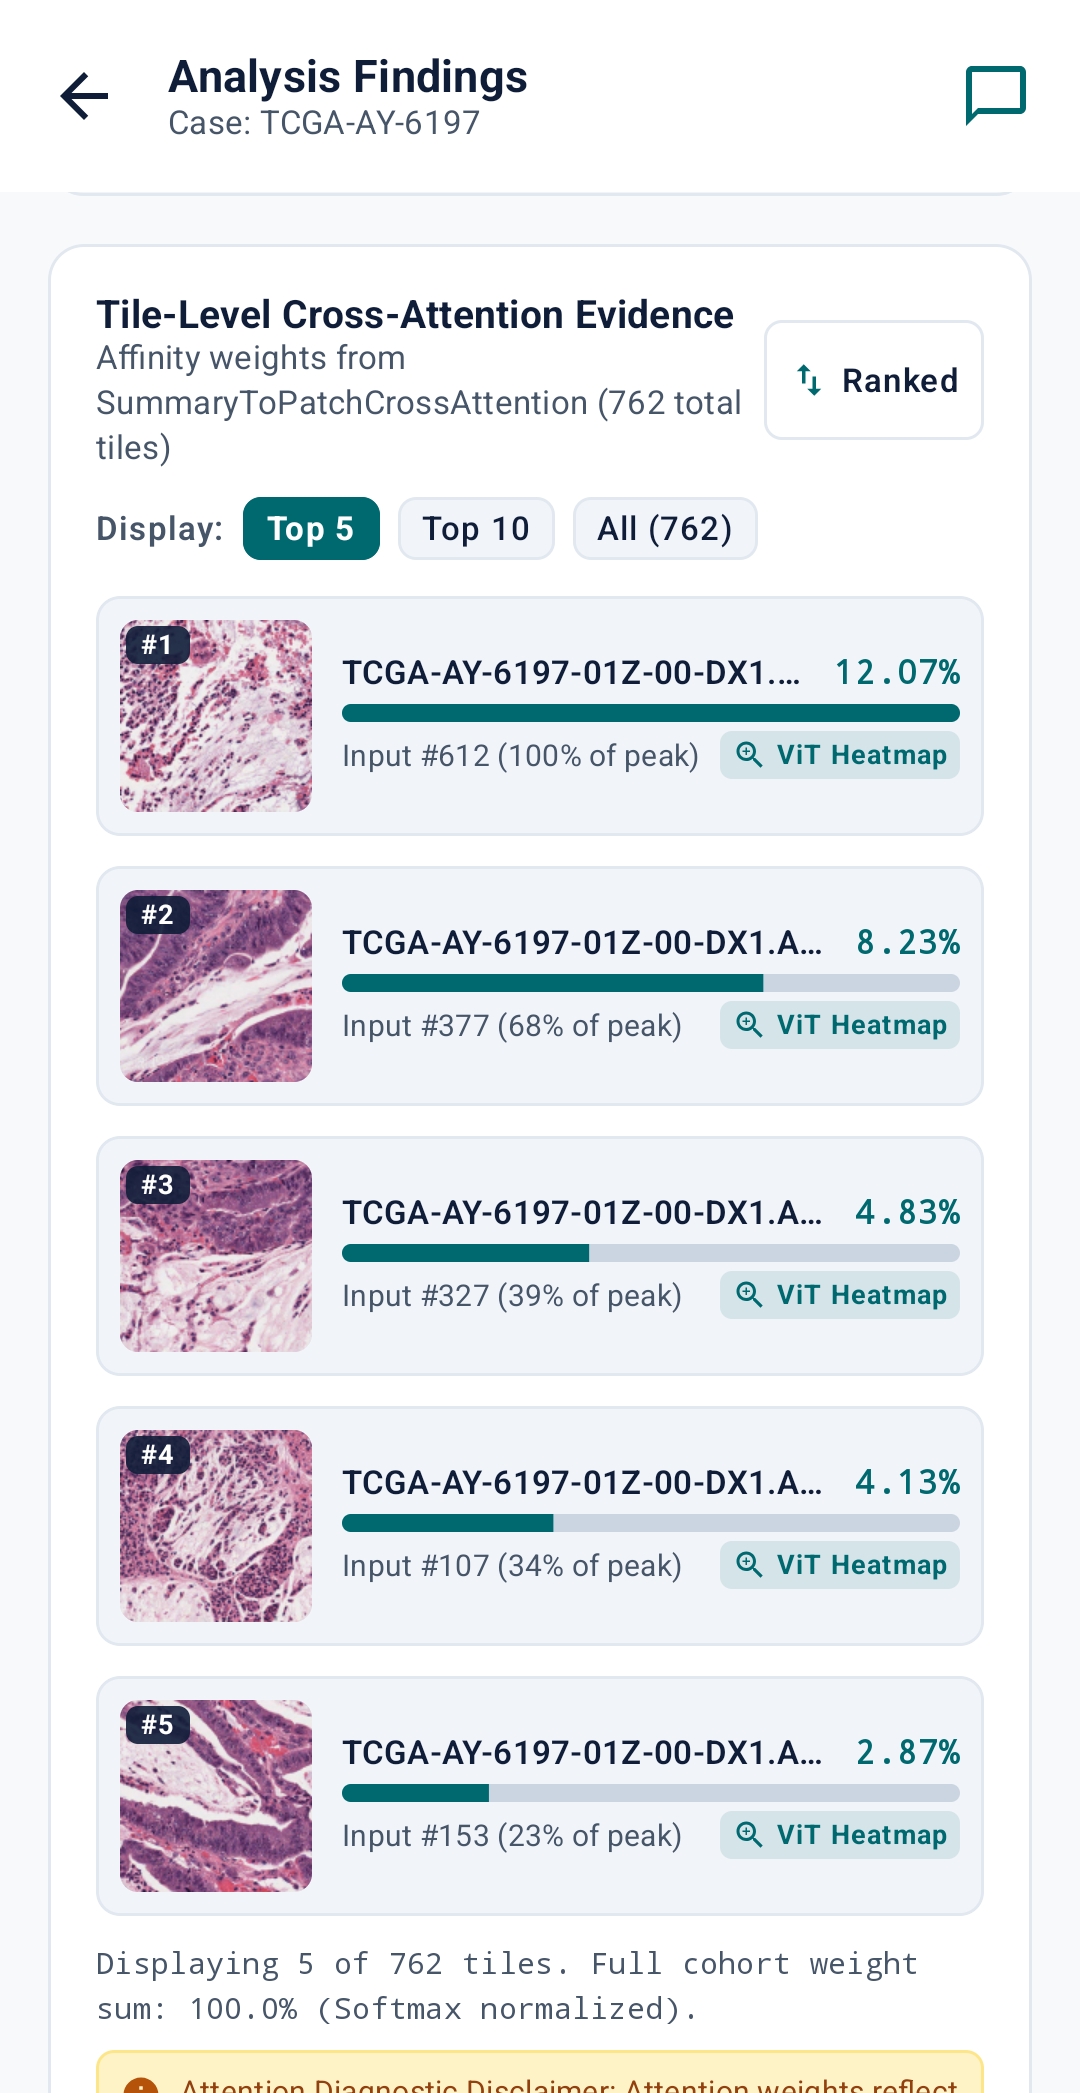 Analysis Findings
Case: TCGA-AY-6197
Tile-Level Cross-Attention Evidence
Affinity weights from
SummaryToPatchCrossAttention (762 total
tiles)
Ranked
Display:
Top 5
Top 10
All (762)
#1
TCGA-AY-6197-01Z-00-DX1.…
12.07%
Input #612 (100% of peak)
ViT Heatmap
#2
TCGA-AY-6197-01Z-00-DX1.A…
8.23%
Input #377 (68% of peak)
ViT Heatmap
#3
TCGA-AY-6197-01Z-00-DX1.A…
4.83%
Input #327 (39% of peak)
ViT Heatmap
#4
TCGA-AY-6197-01Z-00-DX1.A…
4.13%
Input #107 (34% of peak)
ViT Heatmap
#5
TCGA-AY-6197-01Z-00-DX1.A…
2.87%
Input #153 (23% of peak)
ViT Heatmap
Displaying 5 of 762 tiles. Full cohort weight
sum: 100.0% (Softmax normalized).
Attention Diagnostic Disclaimer: Attention weights reflect